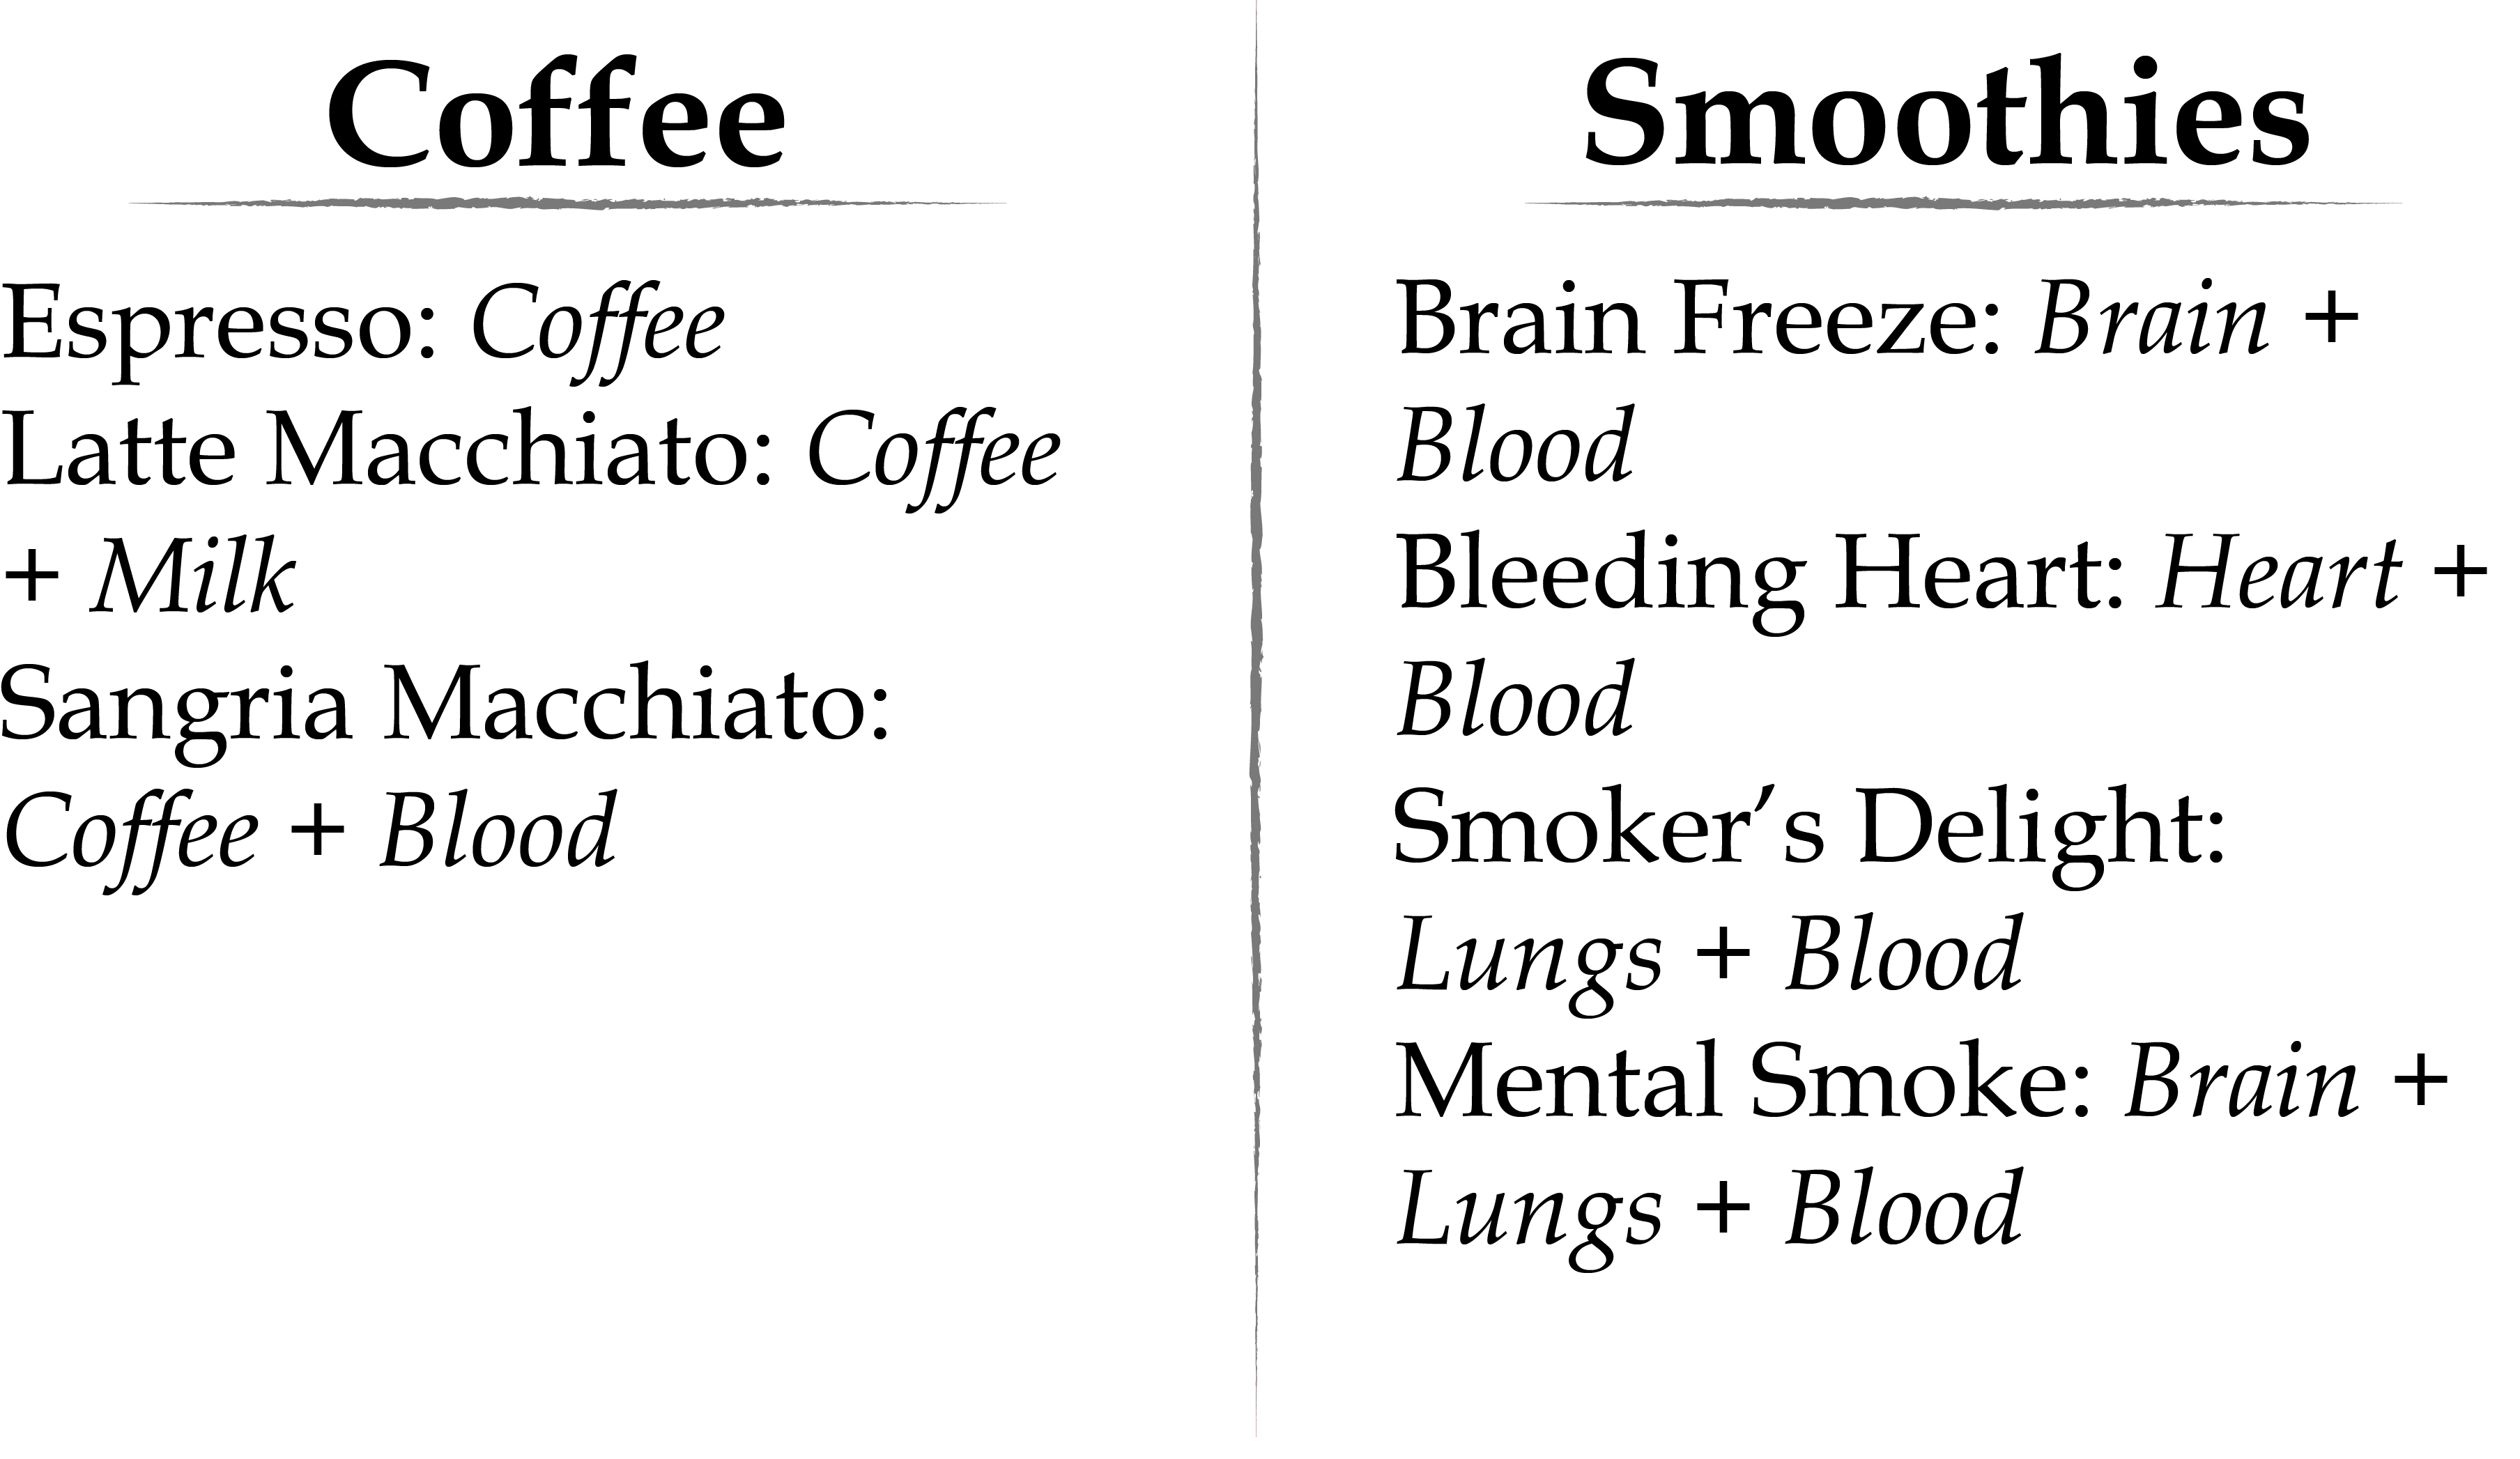 Coffee
Espresso: Coffee
Latte Macchiato: Coffee
+ Milk
Sangria Macchiato:
Coffee + Blood
Smoothies
Brain Freeze: Brain +
Blood
Bleeding Heart: Heart +
Blood
Smoker´s Delight:
Lungs + Blood
Mental Smoke: Brain +
Lungs + Blood